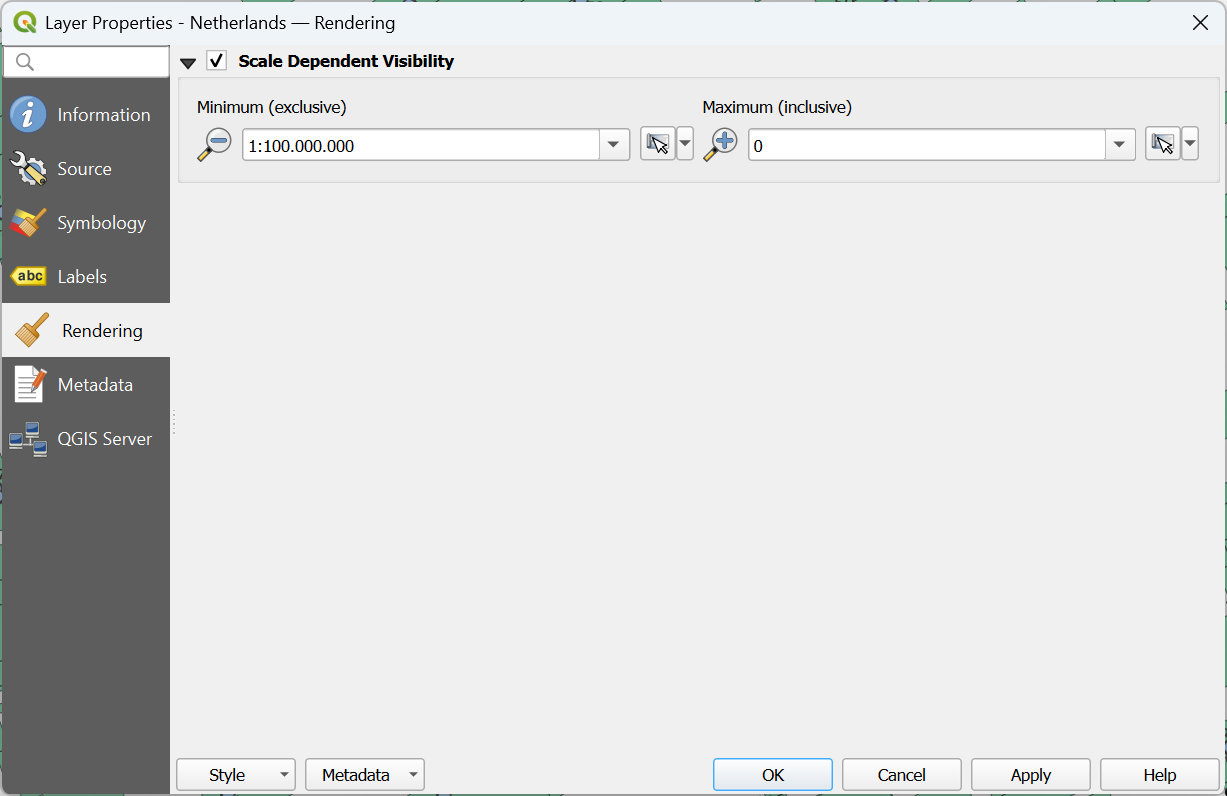 Layer Properties - Netherlands — Rendering
Scale Dependent Visibility
Information
Source
Symbology
abc Labels
Rendering
Metadata
QGIS Server
Minimum (exclusive)
1:100.000.000
Maximum (inclusive)
0
Style
Metadata
OK
Cancel
Apply
Help